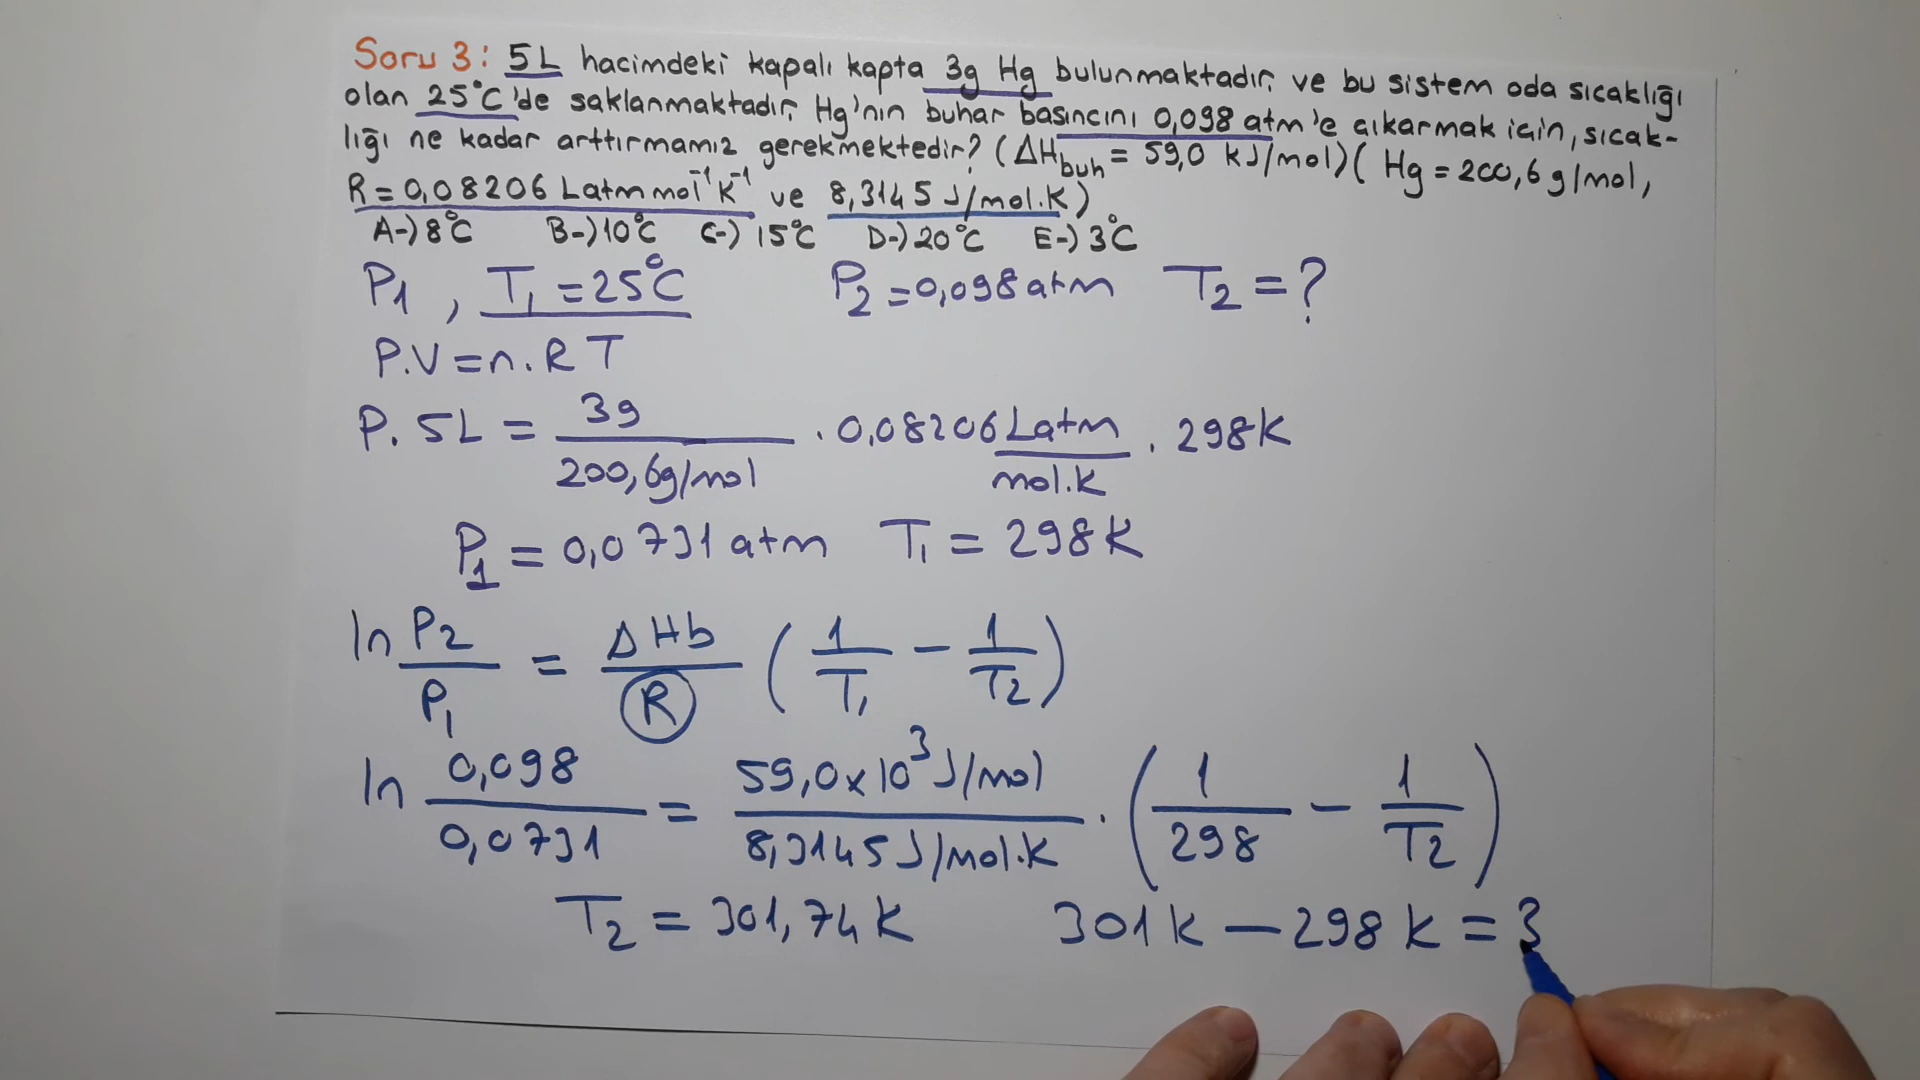 Soru 3: 5L hacimdeki kapalı kapta 3g Hg bulunmaktadır, ve bu sistem oda sıcaklığı
olan 25°C'de saklanmaktadır, Hg'nın buhar basıncını 0,098 atm'e çıkarmak için, sıcak-
lığı ne kadar arttırmamız gerekmektedir? (ΔHbuh = 59,0 kJ/mol)(Hg = 200,6 g/mol,
R = 0,08206 Latm mol⁻¹K⁻¹ ve 8,3145 J/mol.K)
A-) 8°C B-) 10°C C-) 15°C D-) 20°C E-) 3°C
P1 , T1 = 25°C P2 = 0,098 atm T2 = ?
P.V = n.RT
P. 5L = 3g / 200,6g/mol . 0,08206 Latm / mol.K . 298K
P1 = 0,0731 atm T1 = 298K
ln P2 / P1 = ΔHb / R ( 1 / T1 - 1 / T2 )
ln 0,098 / 0,0731 = 59,0x10³ J/mol / 8,3145 J/mol.K . ( 1 / 298 - 1 / T2 )
T2 = 301,74 K 301K - 298K = 3